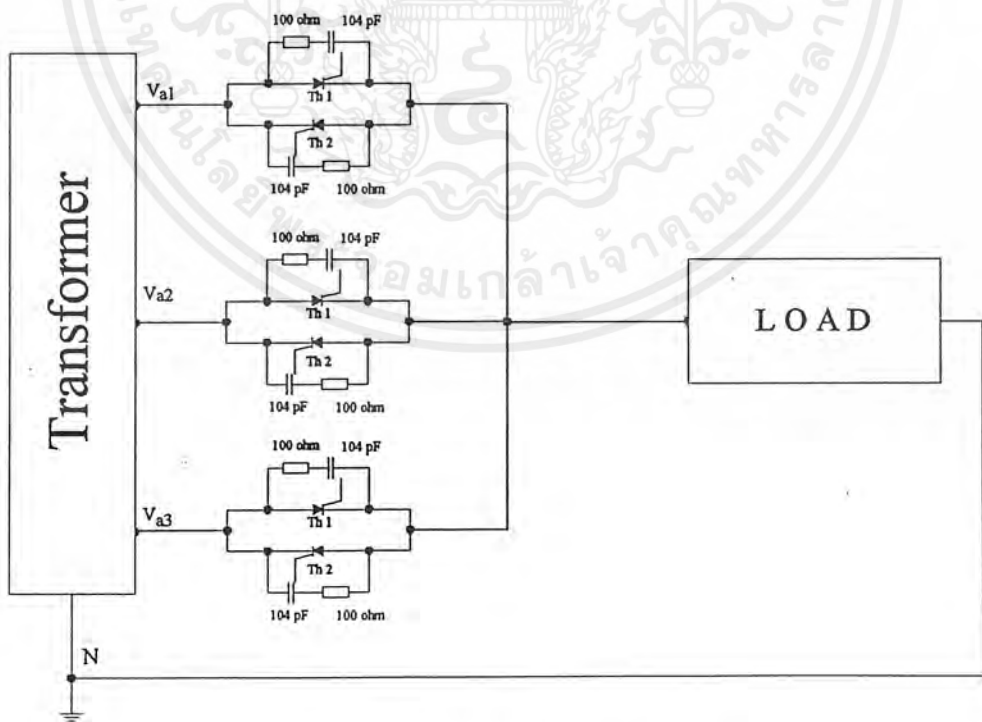 100 ohm 104 pF
Va1
Th 1
Th 2
104 pF 100 ohm
Transformer
100 ohm 104 pF
Va2
Th 1
Th 2
104 pF 100 ohm
LOAD
100 ohm 104 pF
Va3
Th 1
Th 2
104 pF 100 ohm
N